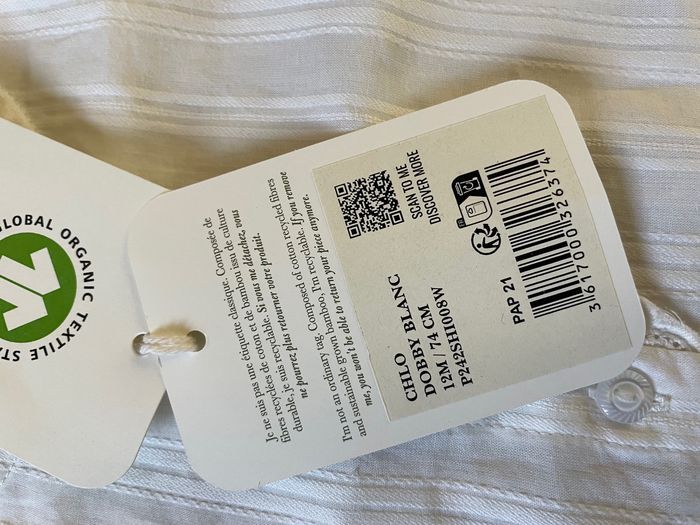 GLOBAL ORGANIC TEXTILE STA
Je ne suis pas une étiquette classique. Composée de
fibres recyclées de coton et de bambou issu de culture
durable, je suis recyclable. Si vous me détachez, vous
ne pourrez plus retourner votre produit.
I'm not an ordinary tag. Composed of cotton recycled fibres
and sustainable grown bamboo, I'm recyclable. If you remove
me, you won't be able to return your piece anymore.
SCAN TO ME
DISCOVER MORE
CHLO
DOBBY BLANC
12M / 74 CM
P242SHI008W
PAP 21
3617000326374